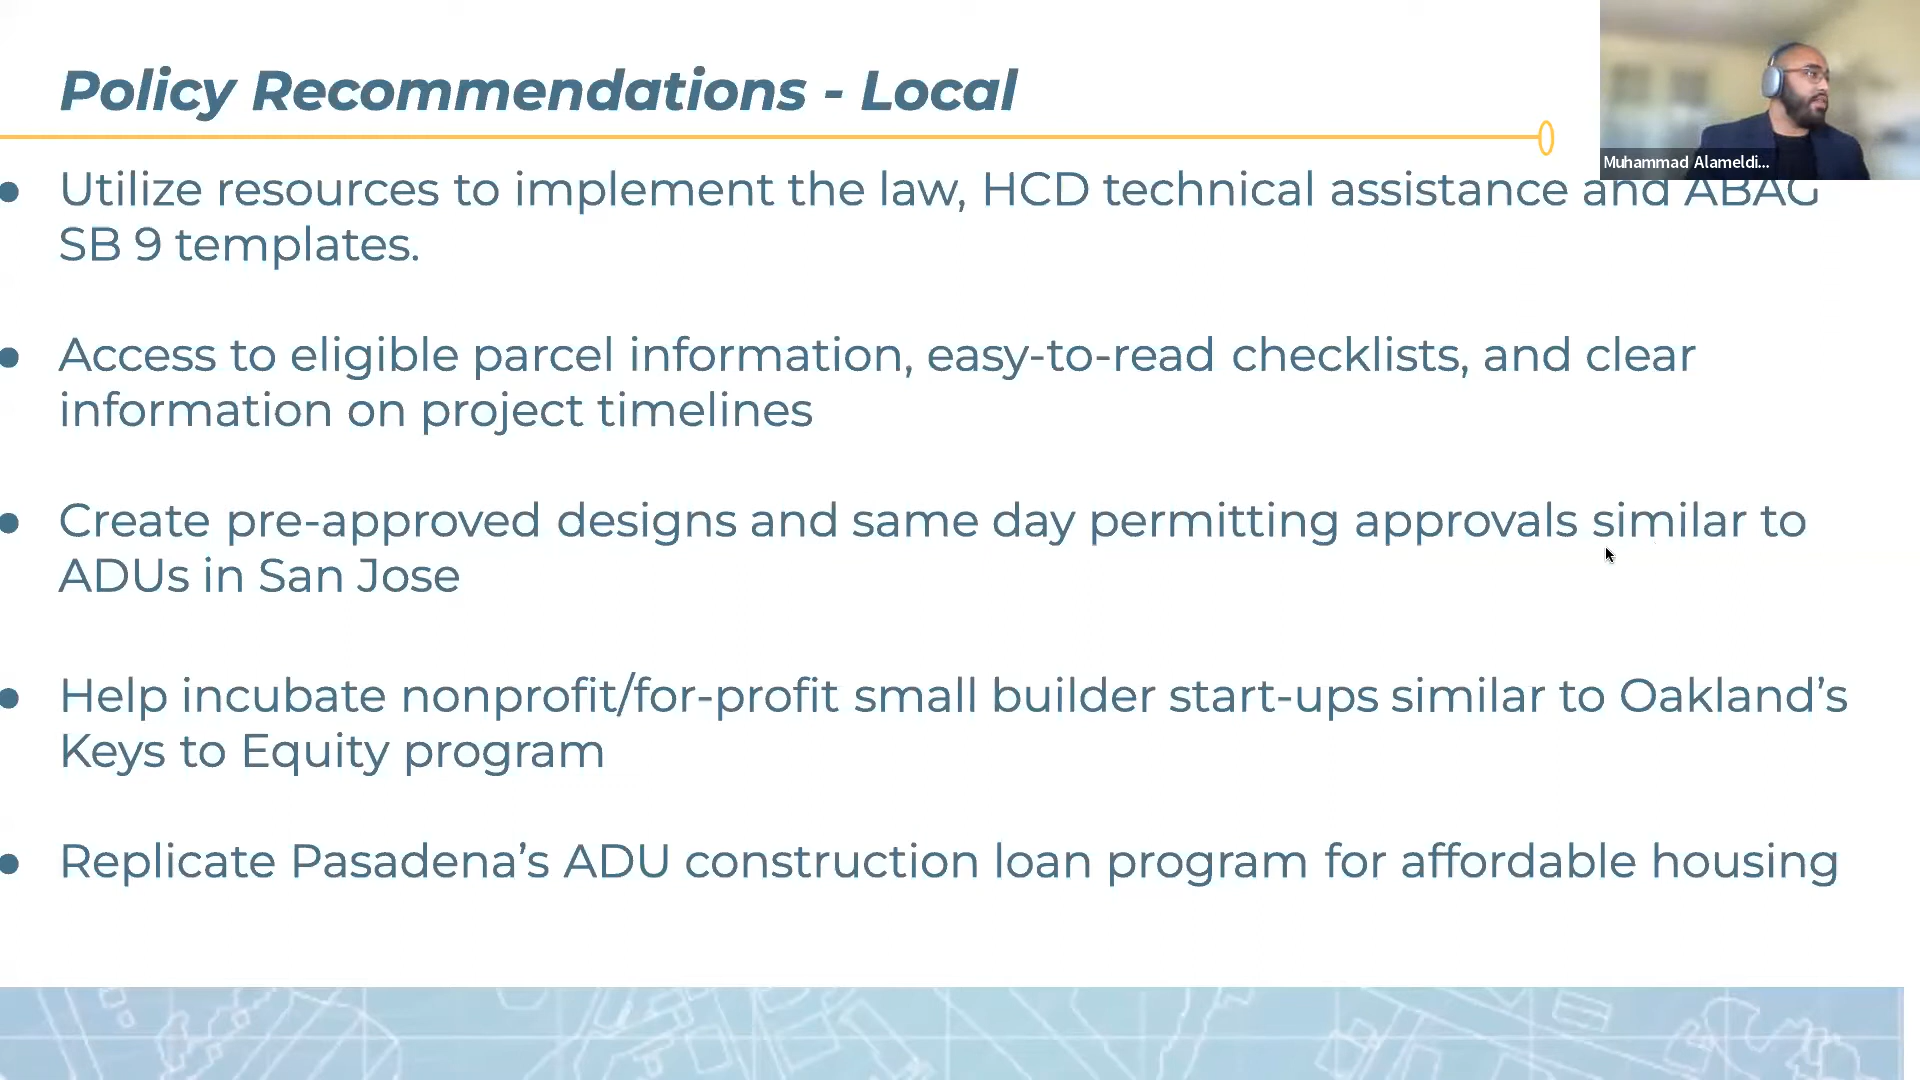 Policy Recommendations - Local
Muhammad Alameldi...
● Utilize resources to implement the law, HCD technical assistance and ABAG
SB 9 templates.
● Access to eligible parcel information, easy-to-read checklists, and clear
information on project timelines
● Create pre-approved designs and same day permitting approvals similar to
ADUs in San Jose
● Help incubate nonprofit/for-profit small builder start-ups similar to Oakland’s
Keys to Equity program
● Replicate Pasadena’s ADU construction loan program for affordable housing